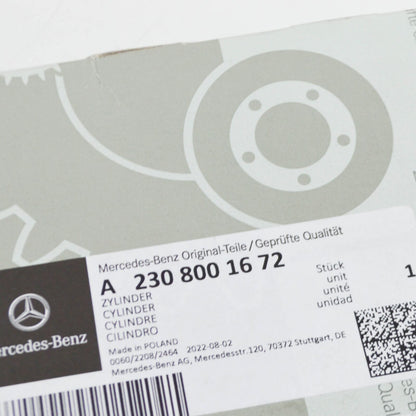 Mercedes-Benz Original-Teile / Geprüfte Qualität
A 230 800 16 72
ZYLINDER
CYLINDER
CYLINDRE
CILINDRO
Stück
unit
unité
unidad
1
Made in POLAND
0060/2208/2464 2022-08-02
Mercedes-Benz AG, Mercedesstr.120, 70372 Stuttgart, DE
ercedes-Benz